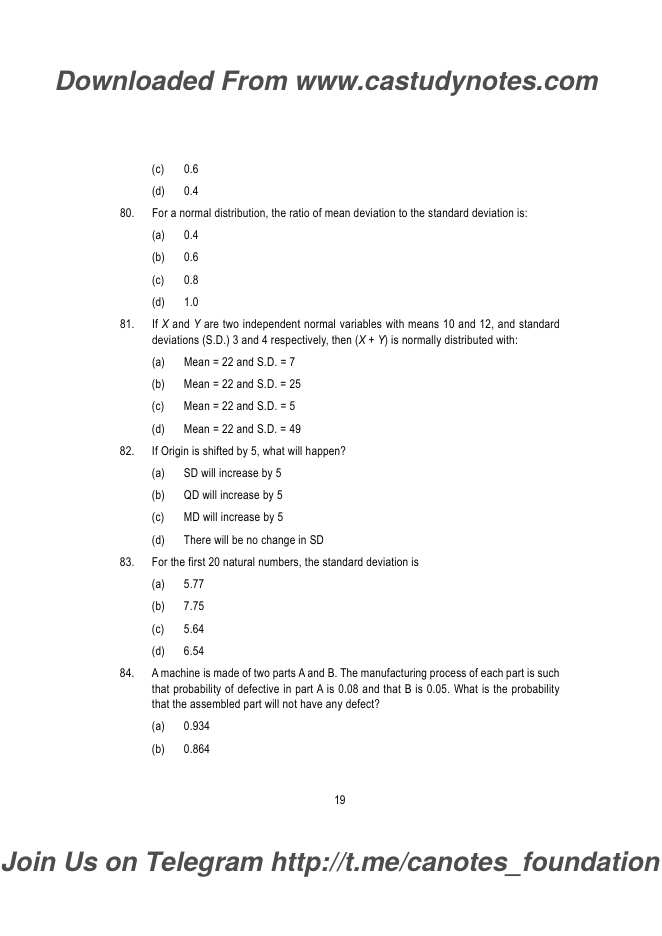 Downloaded From www.castudynotes.com
(c) 0.6
(d) 0.4
80. For a normal distribution, the ratio of mean deviation to the standard deviation is:
(a) 0.4
(b) 0.6
(c) 0.8
(d) 1.0
81. If X and Y are two independent normal variables with means 10 and 12, and standard
deviations (S.D.) 3 and 4 respectively, then (X + Y) is normally distributed with:
(a) Mean = 22 and S.D. = 7
(b) Mean = 22 and S.D. = 25
(c) Mean = 22 and S.D. = 5
(d) Mean = 22 and S.D. = 49
82. If Origin is shifted by 5, what will happen?
(a) SD will increase by 5
(b) QD will increase by 5
(c) MD will increase by 5
(d) There will be no change in SD
83. For the first 20 natural numbers, the standard deviation is
(a) 5.77
(b) 7.75
(c) 5.64
(d) 6.54
84. A machine is made of two parts A and B. The manufacturing process of each part is such
that probability of defective in part A is 0.08 and that B is 0.05. What is the probability
that the assembled part will not have any defect?
(a) 0.934
(b) 0.864
19
Join Us on Telegram http://t.me/canotes_foundation